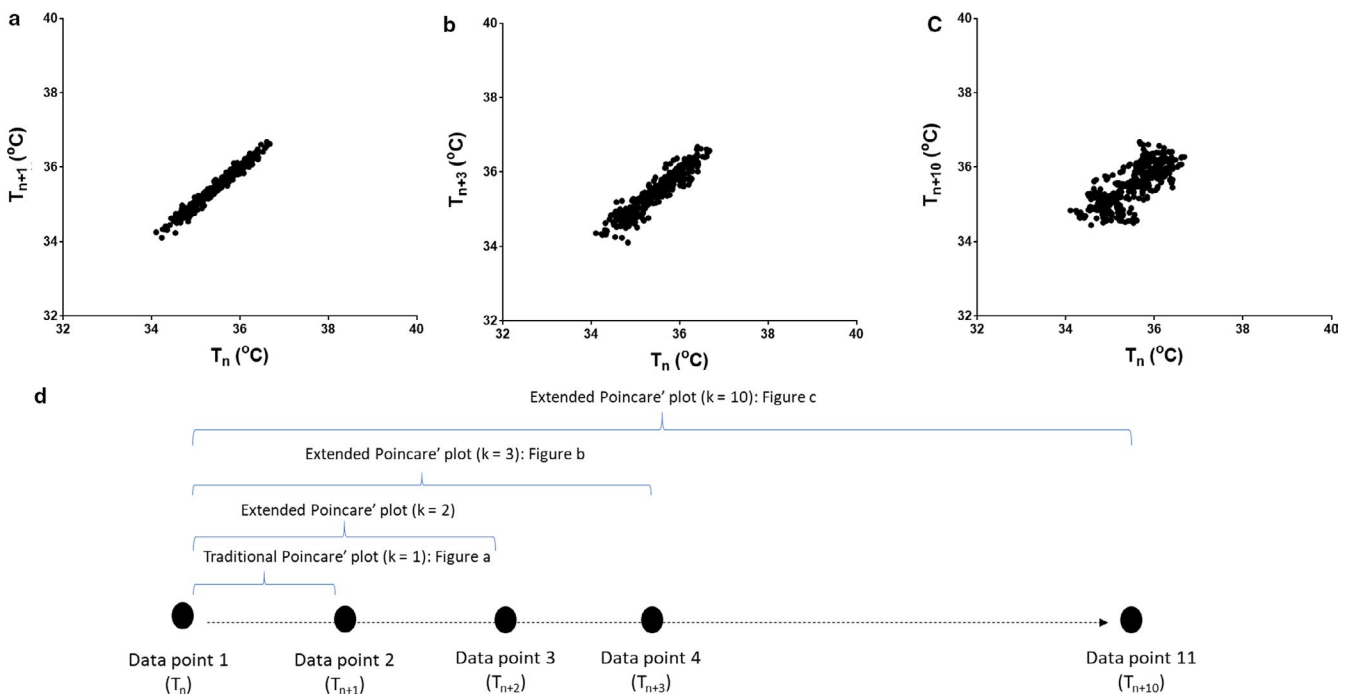 a
40
38
36
34
32
32 34 36 38 40
T_n+1 (°C)
T_n (°C)
b
40
38
36
34
32
32 34 36 38 40
T_n+3 (°C)
T_n (°C)
C
40
38
36
34
32
32 34 36 38 40
T_n+10 (°C)
T_n (°C)
d
Extended Poincare' plot (k = 10): Figure c
Extended Poincare' plot (k = 3): Figure b
Extended Poincare' plot (k = 2)
Traditional Poincare' plot (k = 1): Figure a
Data point 1
(T_n)
Data point 2
(T_n+1)
Data point 3
(T_n+2)
Data point 4
(T_n+3)
Data point 11
(T_n+10)